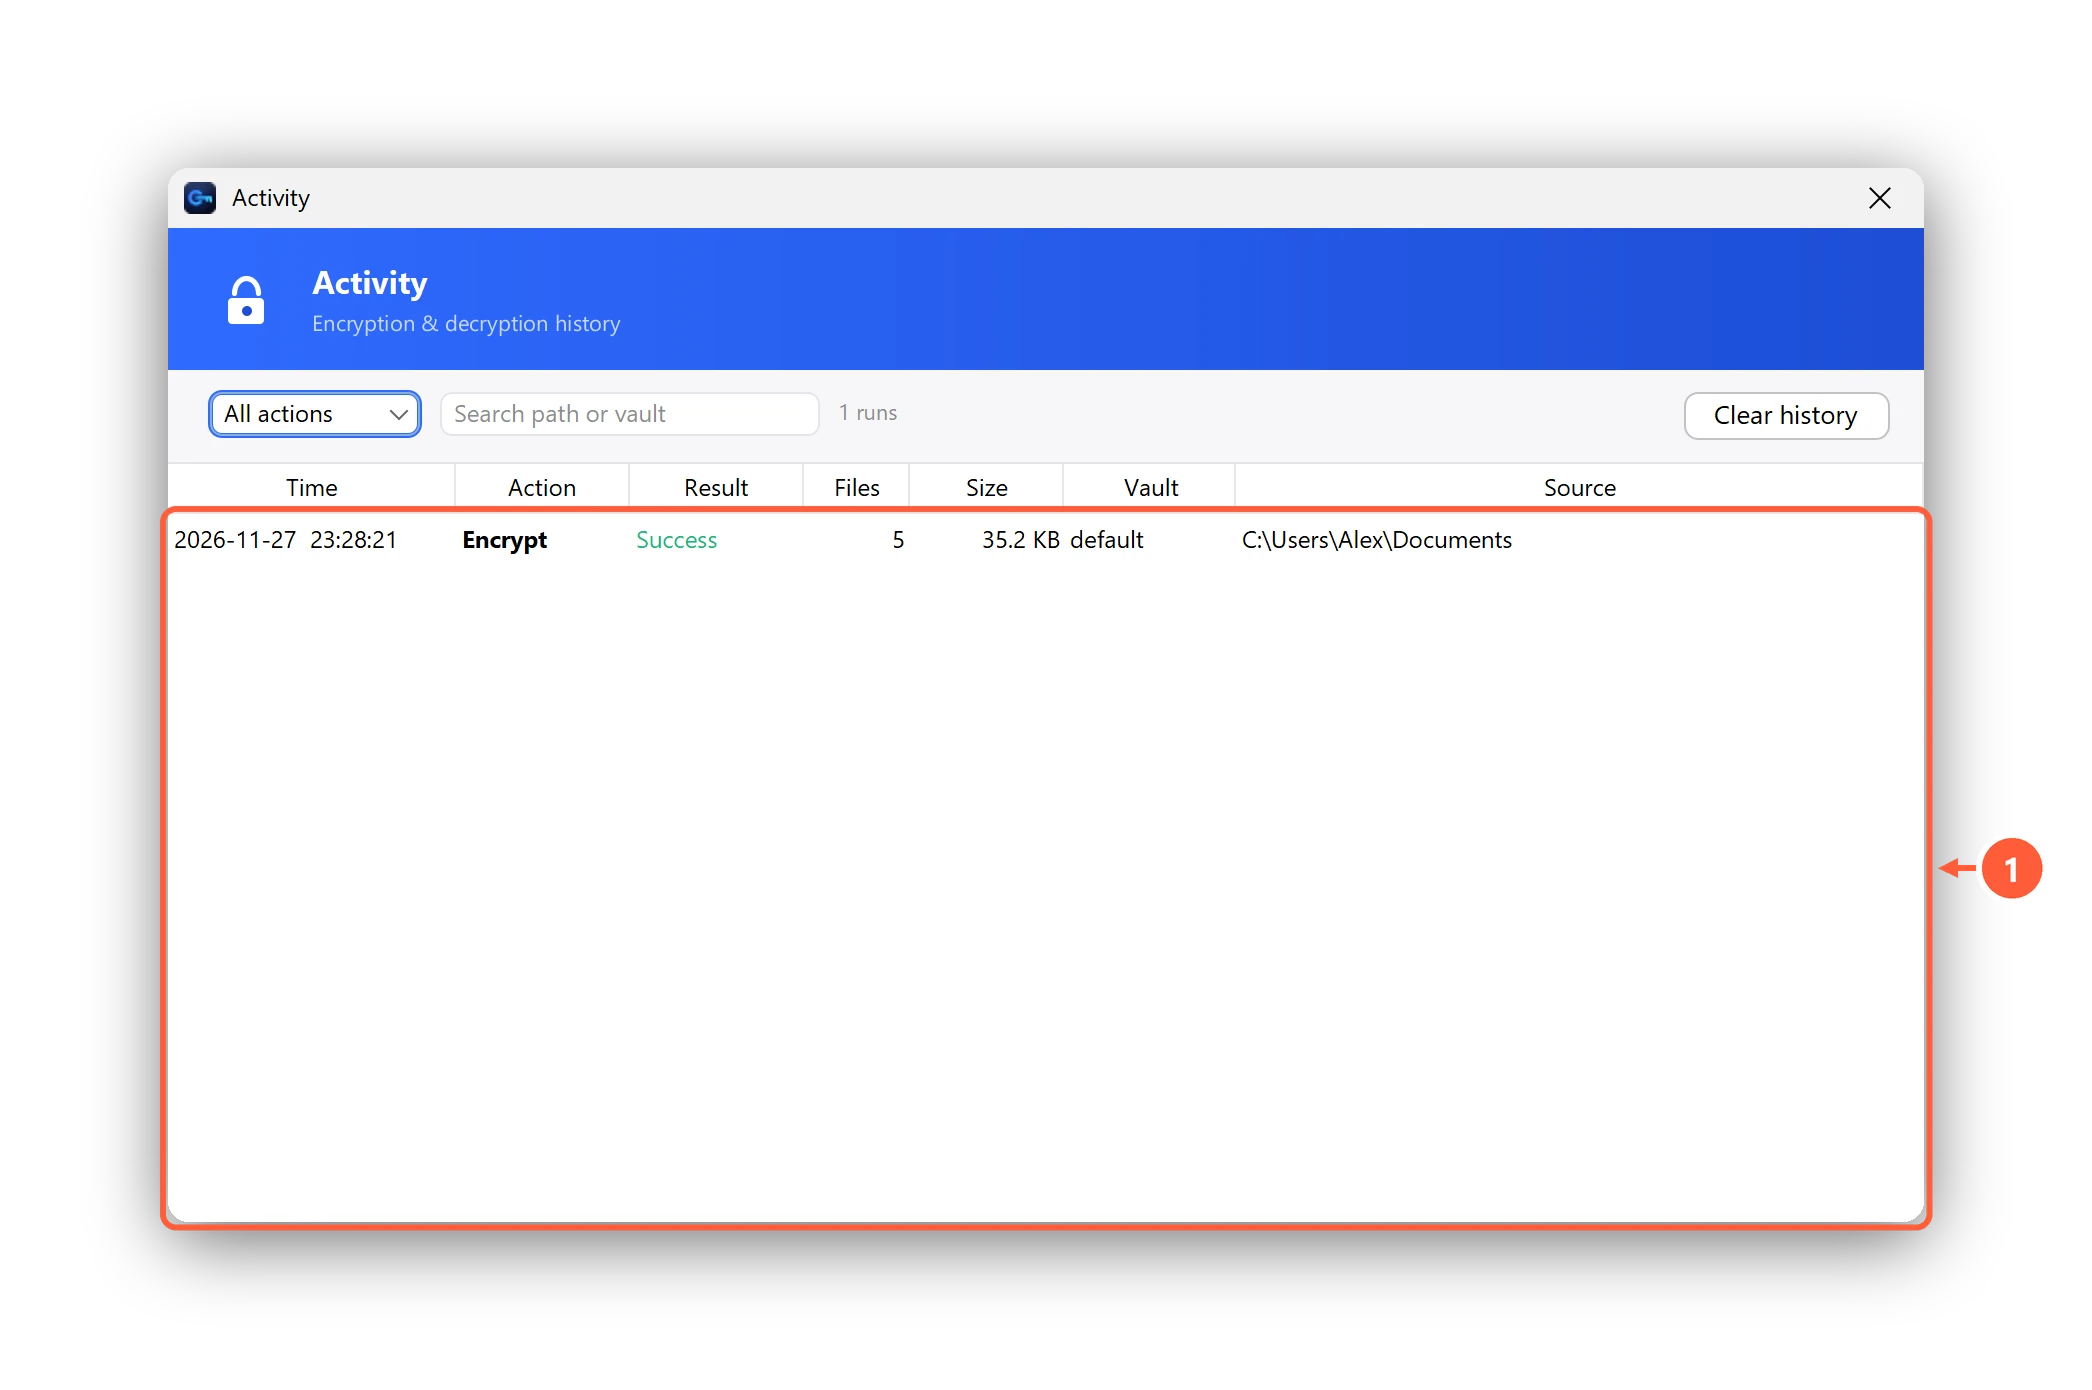 Activity
Activity
Encryption & decryption history
All actions Search path or vault 1 runs Clear history
Time Action Result Files Size Vault Source
2026-11-27 23:28:21 Encrypt Success 5 35.2 KB default C:\Users\Alex\Documents
1